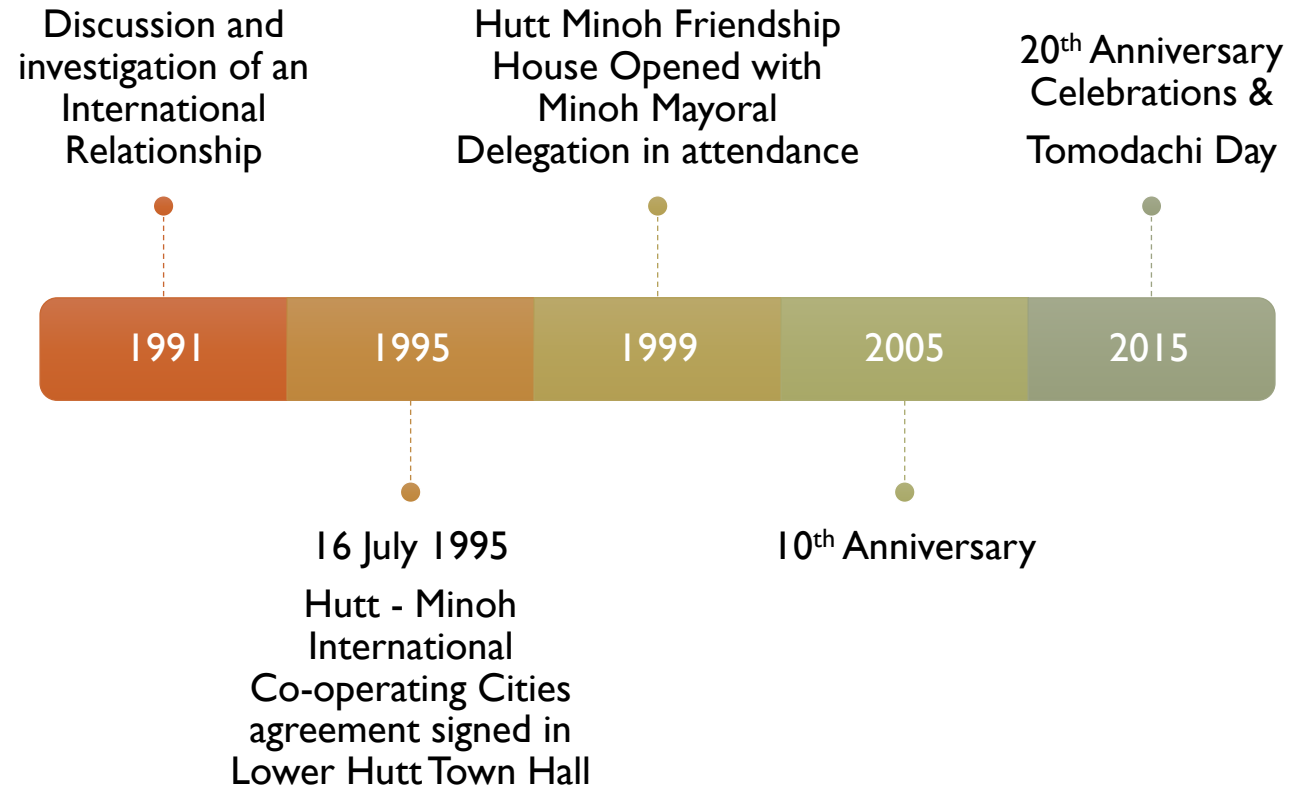 Discussion and
investigation of an
International
Relationship
Hutt Minoh Friendship
House Opened with
Minoh Mayoral
Delegation in attendance
20th Anniversary
Celebrations &
Tomodachi Day
1991
1995
1999
2005
2015
16 July 1995
Hutt - Minoh
International
Co-operating Cities
agreement signed in
Lower Hutt Town Hall
10th Anniversary